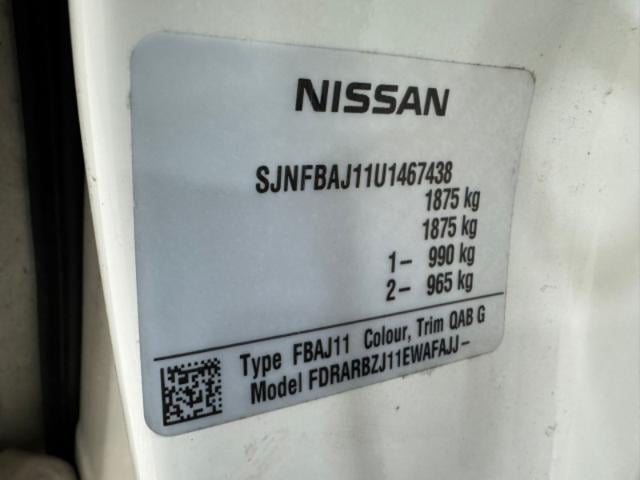 NISSAN
SJNFBAJ11U1467438
1875 kg
1875 kg
1– 990 kg
2– 965 kg
Type FBAJ11 Colour, Trim QAB G
Model FDRARBZJ11EWAFAJJ–